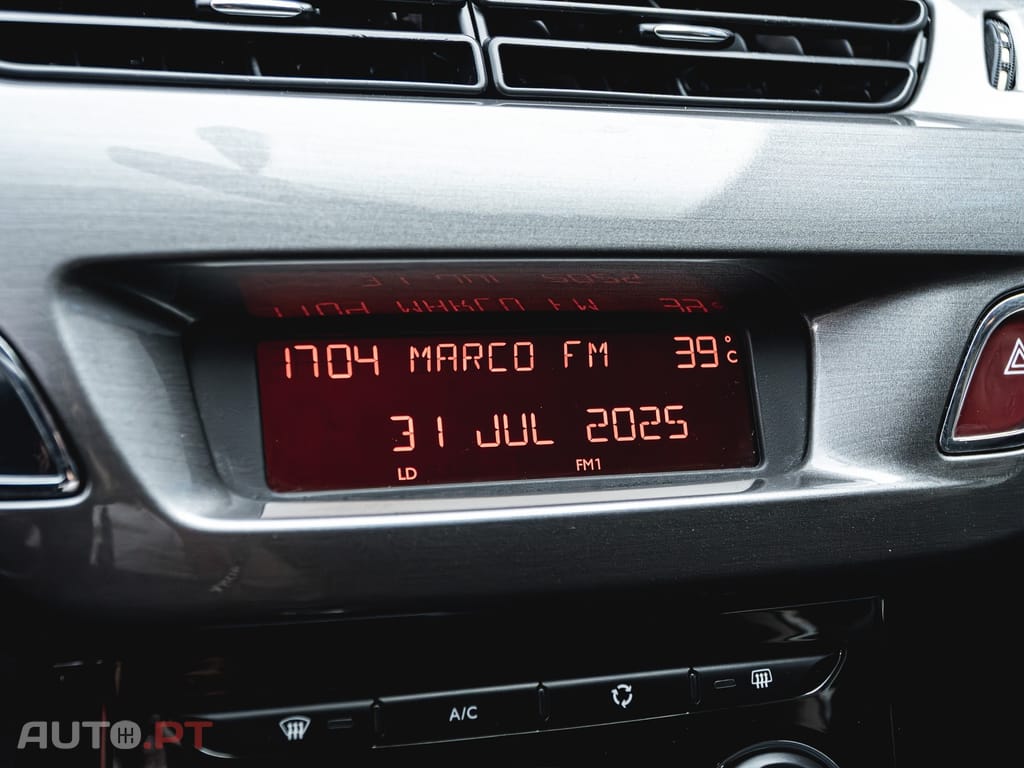 1704 MARCO FM 39°C
31 JUL 2025
LD FM1
A/C
AUTO.PT